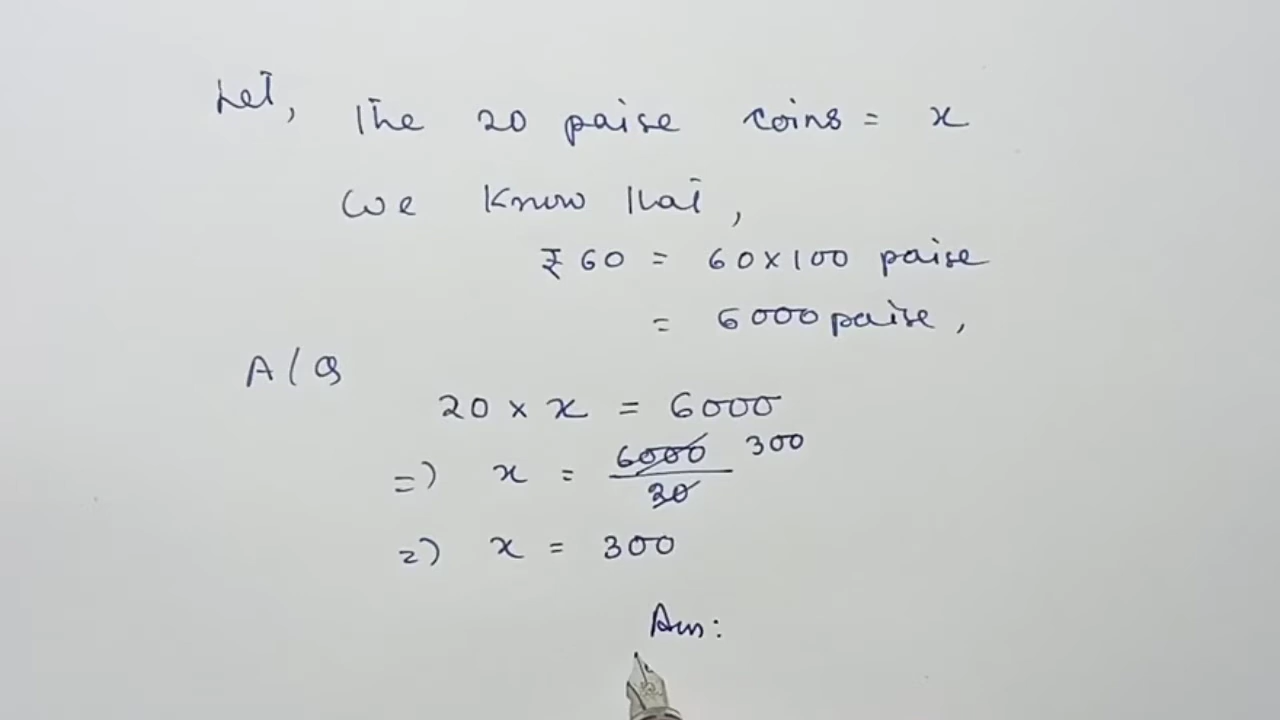 Let, The 20 paise coins = x
We know that,
₹ 60 = 60 x 100 paise
= 6000 paise,
A/Q
20 x x = 6000
=) x = 6000/20 300
=) x = 300
Ans: